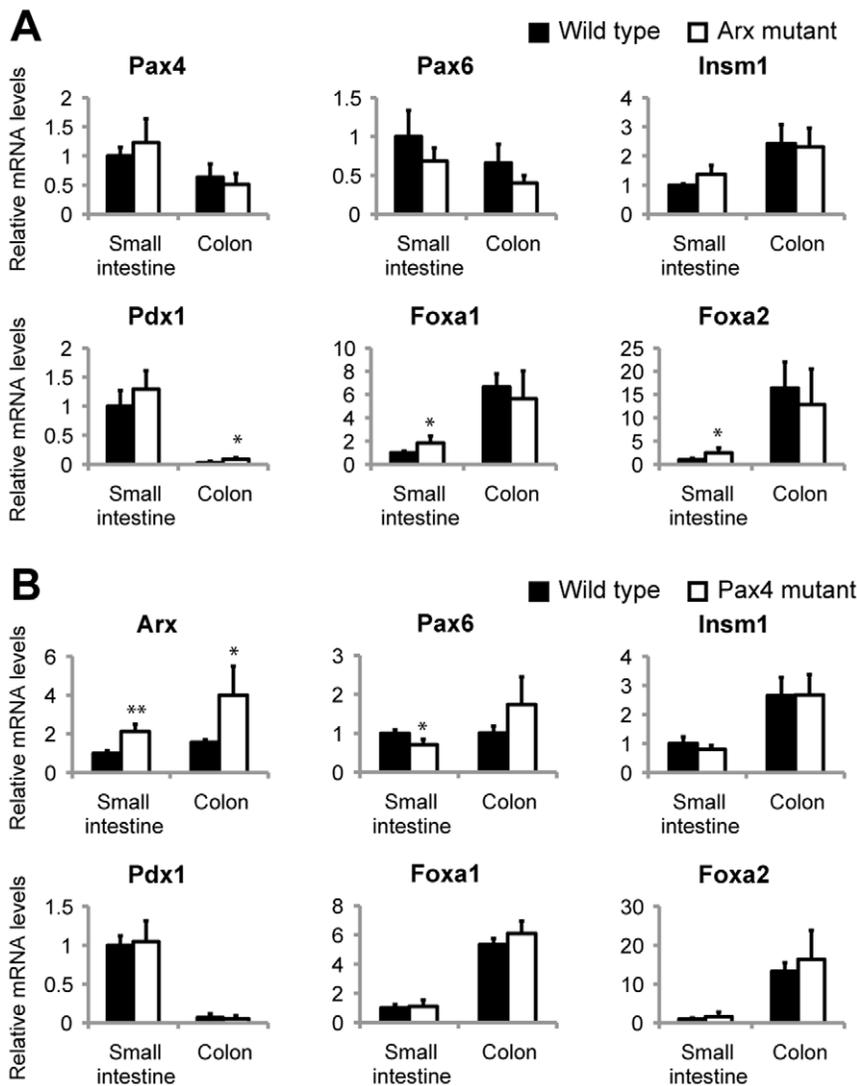 A
Wild type Arx mutant
Pax4 Pax6 Insm1
Relative mRNA levels
2
1.5
1
0.5
0
1.5
1
0.5
0
4
3
2
1
0
Small intestine Colon
Small intestine Colon
Small intestine Colon
Pdx1 Foxa1 Foxa2
Relative mRNA levels
2
1.5
1
0.5
0
*
10
8
6
4
2
0
*
25
20
15
10
5
0
*
Small intestine Colon
Small intestine Colon
Small intestine Colon
B
Wild type Pax4 mutant
Arx Pax6 Insm1
Relative mRNA levels
6
4
2
0
**
*
3
2
1
0
*
4
3
2
1
0
Small intestine Colon
Small intestine Colon
Small intestine Colon
Pdx1 Foxa1 Foxa2
Relative mRNA levels
1.5
1
0.5
0
8
6
4
2
0
30
20
10
0
Small intestine Colon
Small intestine Colon
Small intestine Colon